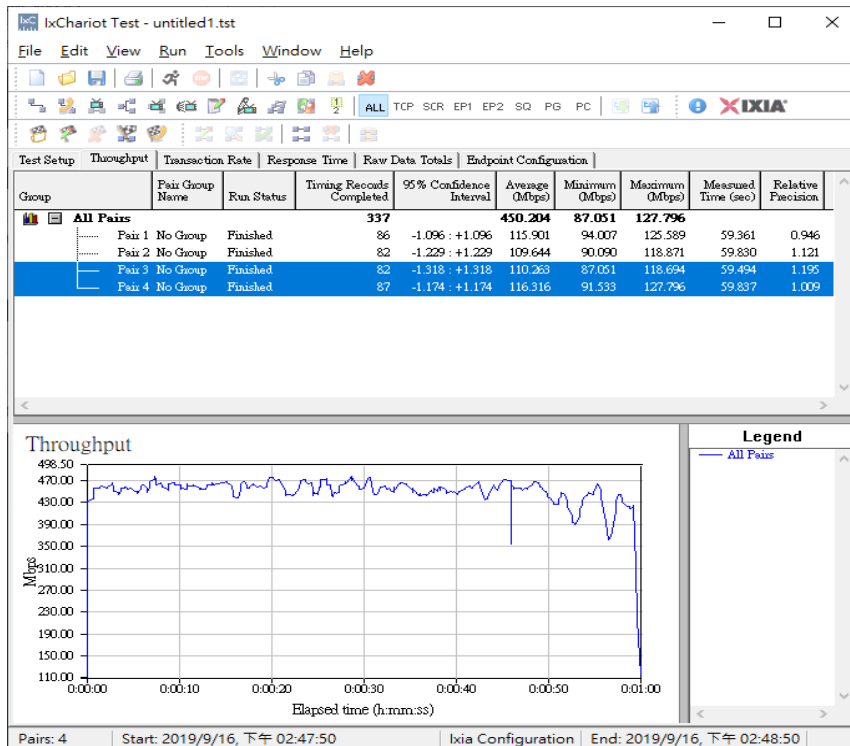 IxChariot Test - untitled1.tst
File Edit View Run Tools Window Help
ALL TCP SCR EP1 EP2 SQ PG PC IXIA
Test Setup Throughput Transaction Rate Response Time Raw Data Totals Endpoint Configuration
Group Pair Group Name Run Status Timing Records Completed 95% Confidence Interval Average (Mbps) Minimum (Mbps) Maximum (Mbps) Measured Time (sec) Relative Precision
All Pairs 337 450.204 87.051 127.796
Pair 1 No Group Finished 86 -1.096 : +1.096 115.901 94.007 125.589 59.361 0.946
Pair 2 No Group Finished 82 -1.229 : +1.229 109.644 90.090 118.871 59.830 1.121
Pair 3 No Group Finished 82 -1.318 : +1.318 110.263 87.051 118.694 59.494 1.195
Pair 4 No Group Finished 87 -1.174 : +1.174 116.316 91.533 127.796 59.837 1.009
Throughput
498.50
470.00
430.00
390.00
350.00
310.00
270.00
230.00
190.00
150.00
110.00
Mbps
0:00:00 0:00:10 0:00:20 0:00:30 0:00:40 0:00:50 0:01:00
Elapsed time (h:mm:ss)
Legend
All Pairs
Pairs: 4 Start: 2019/9/16, 下午 02:47:50 Ixia Configuration End: 2019/9/16, 下午 02:48:50